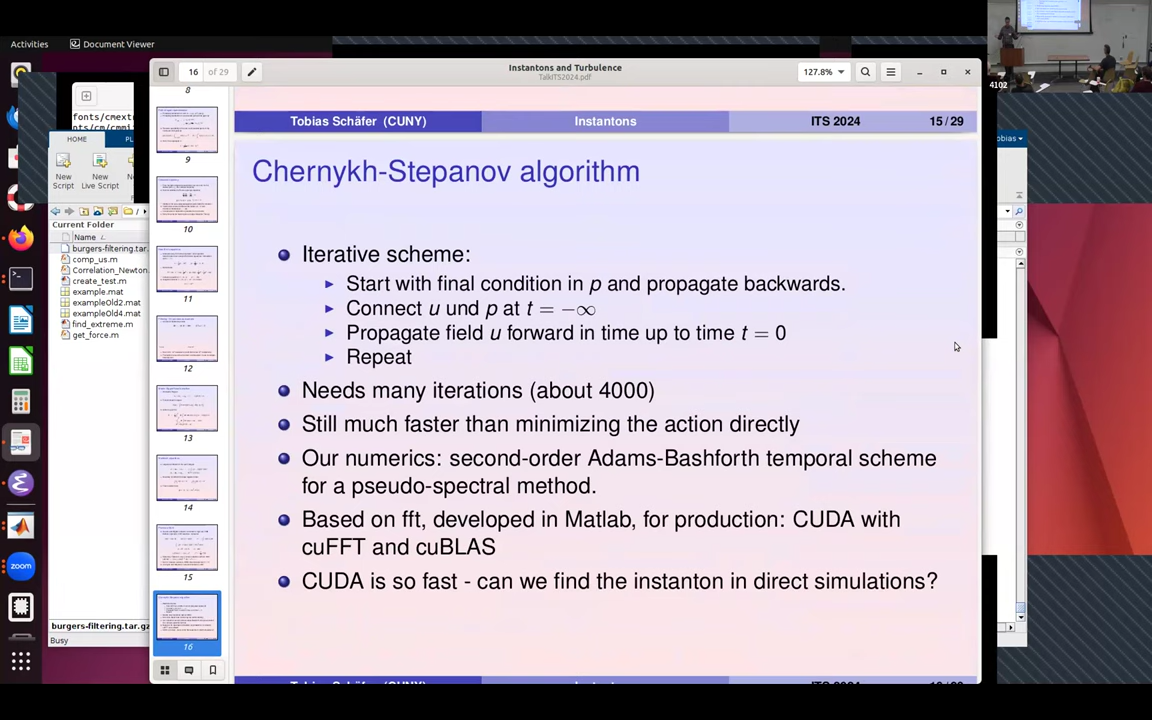 Activities
Document Viewer
16 of 29
Instantons and Turbulence
TalkITS2024.pdf
127.8%
4102
fonts/cmextr
HOME
New Script
New Live Script
Current Folder
Name
burgers-filtering.tar.
comp_us.m
Correlation_Newton
create_test.m
example.mat
exampleOld2.mat
exampleOld4.mat
find_extreme.m
get_force.m
burgers-filtering.tar.gz
Busy
zoom
8
9
10
11
12
13
14
15
16
Tobias Schäfer (CUNY)
Instantons
ITS 2024
15 / 29
Chernykh-Stepanov algorithm
Iterative scheme:
Start with final condition in p and propagate backwards.
Connect u und p at t = −∞
Propagate field u forward in time up to time t = 0
Repeat
Needs many iterations (about 4000)
Still much faster than minimizing the action directly
Our numerics: second-order Adams-Bashforth temporal scheme
for a pseudo-spectral method.
Based on fft, developed in Matlab, for production: CUDA with
cuFFT and cuBLAS
CUDA is so fast - can we find the instanton in direct simulations?